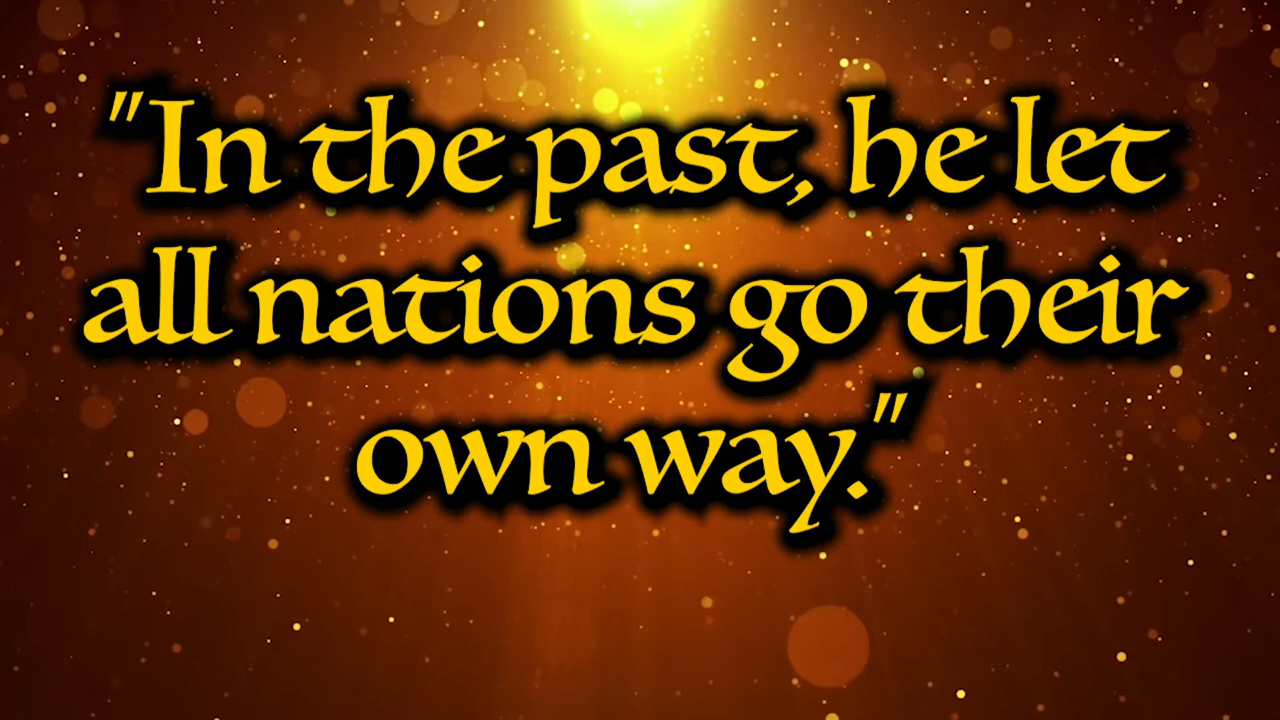 "In the past, he let
all nations go their
own way."